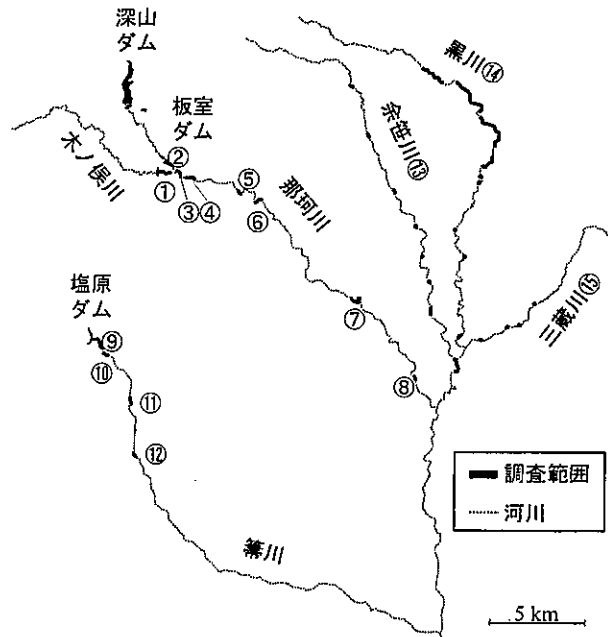 深山
ダム
黒川⑭
板室
ダム
余笹川⑬
木ノ俣川
②
⑤
那珂川
①
③
④
⑥
三蔵川⑮
塩原
ダム
⑦
⑨
⑩
⑧
⑪
⑫
調査範囲
河川
箒川
5 km